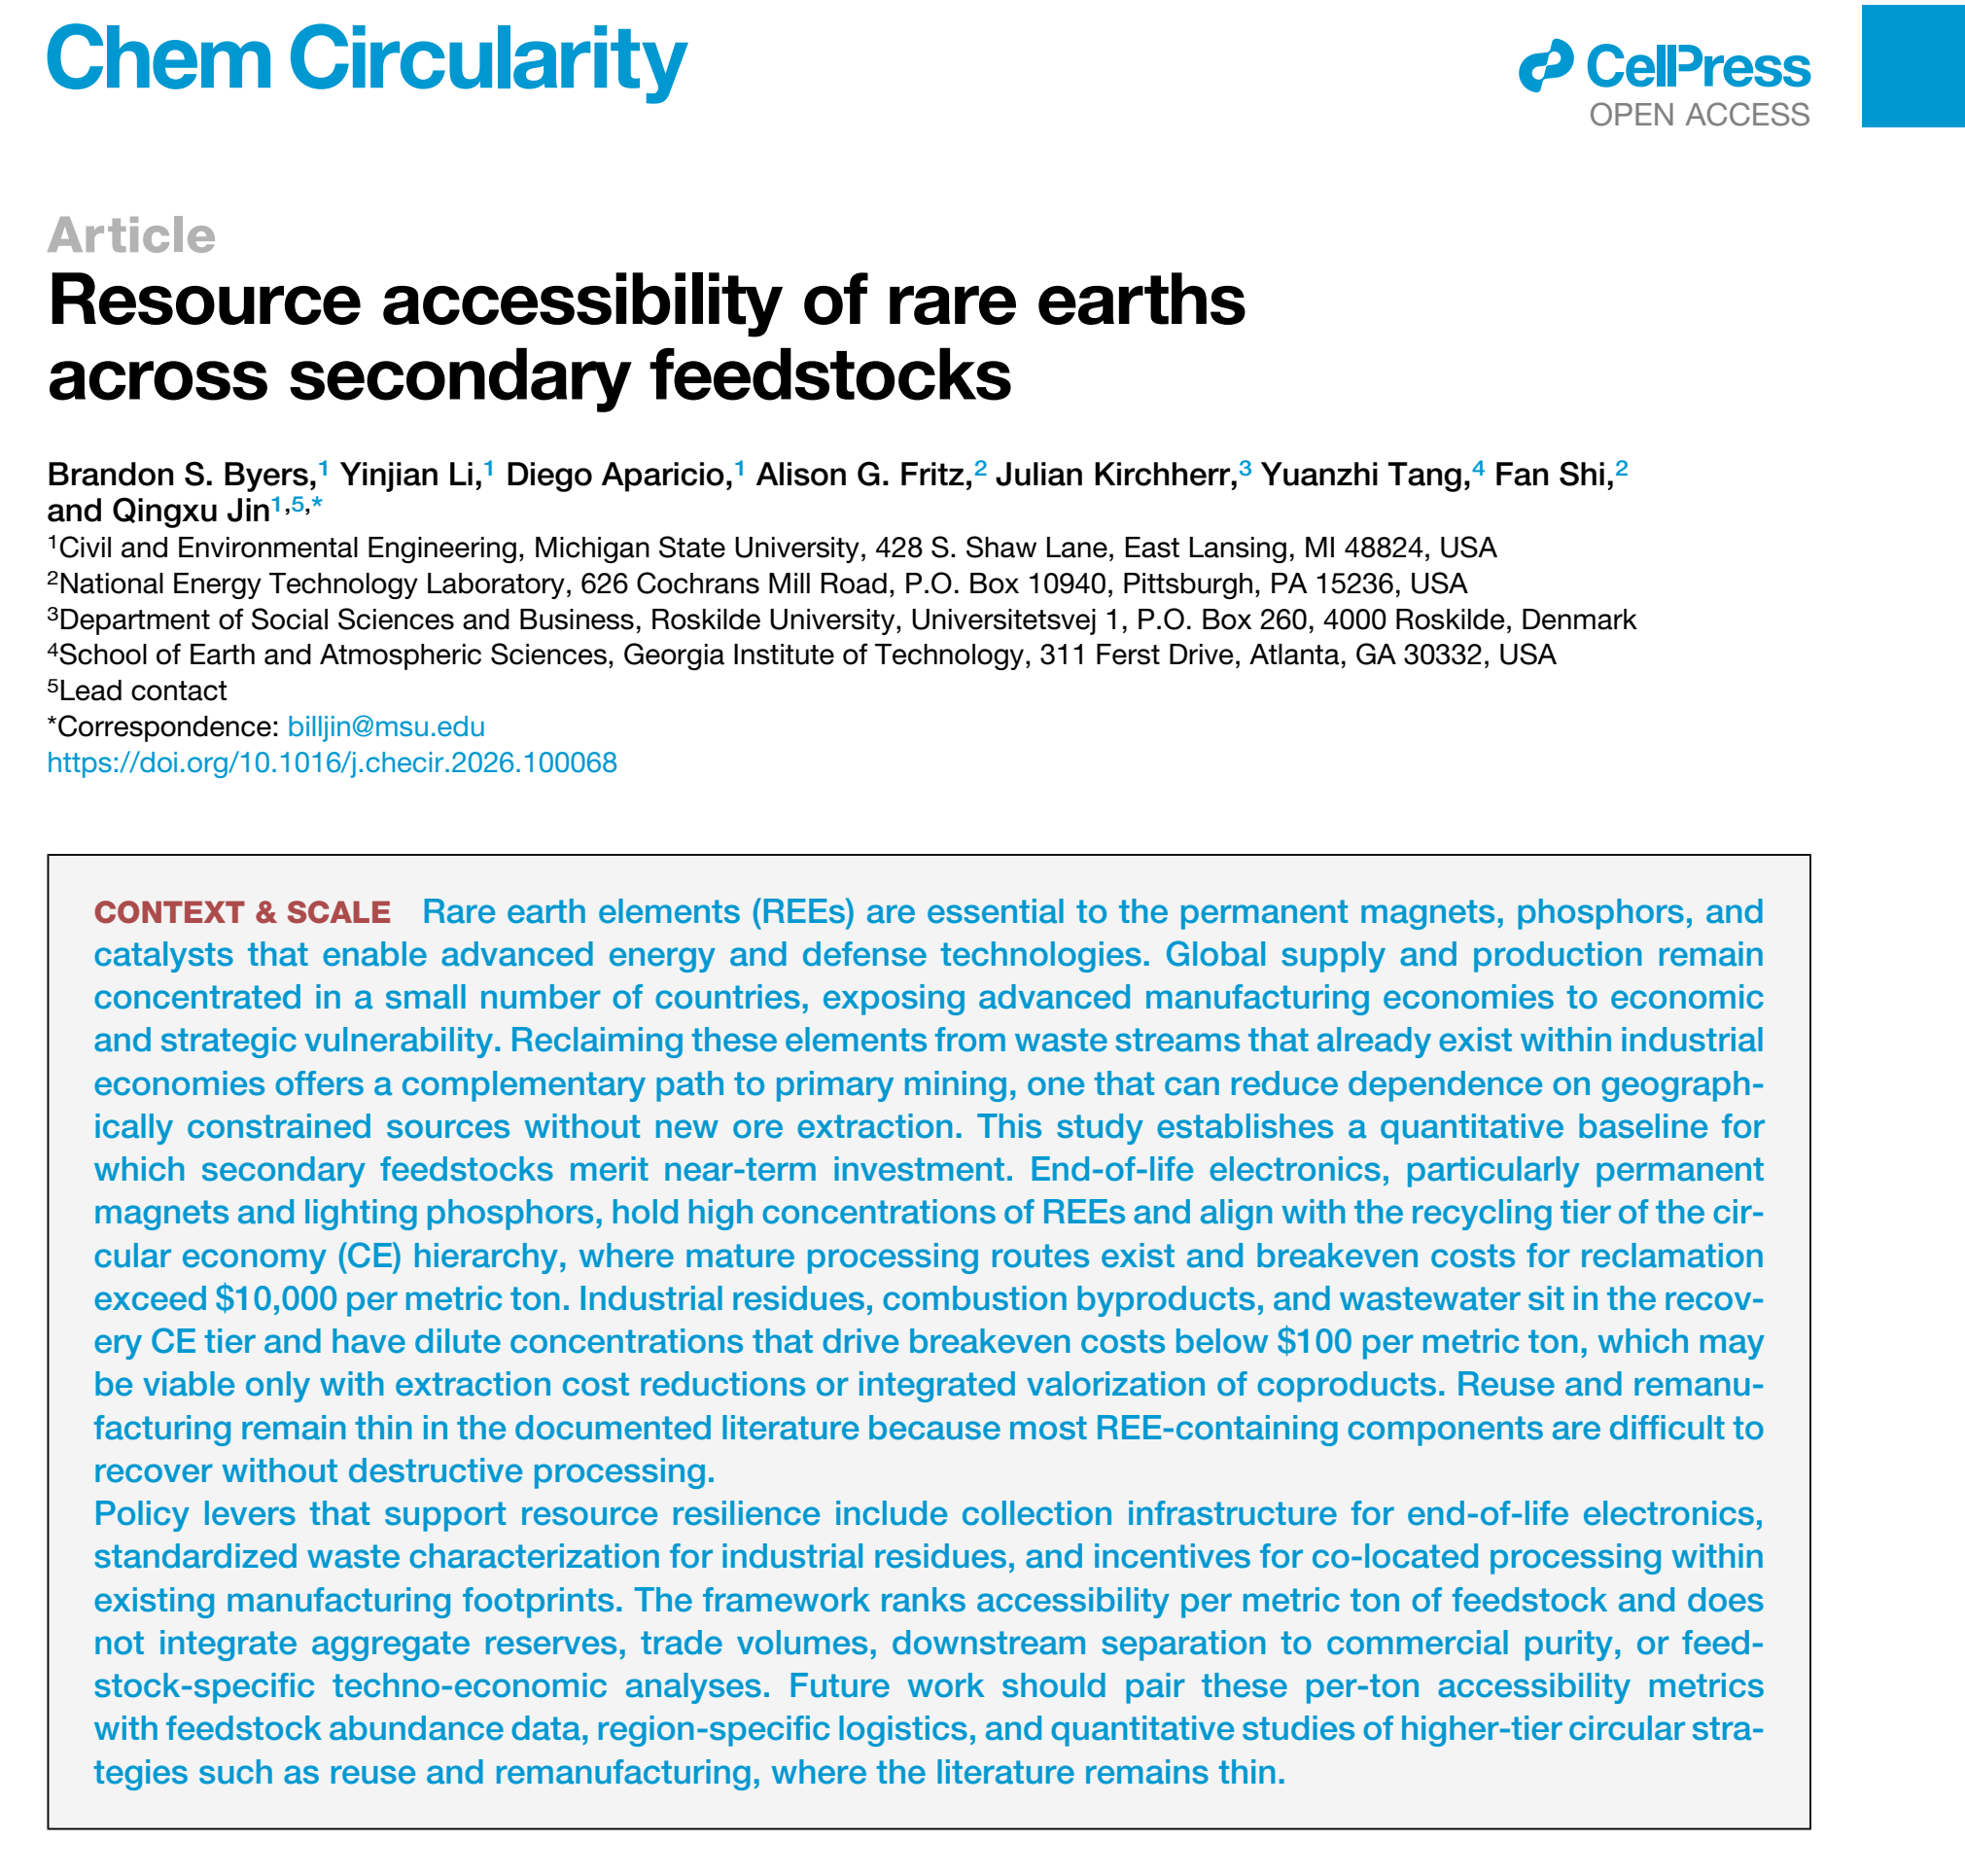 Chem Circularity
CellPress
OPEN ACCESS
Article
Resource accessibility of rare earths
across secondary feedstocks
Brandon S. Byers,1 Yinjian Li,1 Diego Aparicio,1 Alison G. Fritz,2 Julian Kirchherr,3 Yuanzhi Tang,4 Fan Shi,2
and Qingxu Jin1,5,*
1Civil and Environmental Engineering, Michigan State University, 428 S. Shaw Lane, East Lansing, MI 48824, USA
2National Energy Technology Laboratory, 626 Cochrans Mill Road, P.O. Box 10940, Pittsburgh, PA 15236, USA
3Department of Social Sciences and Business, Roskilde University, Universitetsvej 1, P.O. Box 260, 4000 Roskilde, Denmark
4School of Earth and Atmospheric Sciences, Georgia Institute of Technology, 311 Ferst Drive, Atlanta, GA 30332, USA
5Lead contact
*Correspondence: billjin@msu.edu
https://doi.org/10.1016/j.checir.2026.100068
CONTEXT & SCALE Rare earth elements (REEs) are essential to the permanent magnets, phosphors, and
catalysts that enable advanced energy and defense technologies. Global supply and production remain
concentrated in a small number of countries, exposing advanced manufacturing economies to economic
and strategic vulnerability. Reclaiming these elements from waste streams that already exist within industrial
economies offers a complementary path to primary mining, one that can reduce dependence on geograph-
ically constrained sources without new ore extraction. This study establishes a quantitative baseline for
which secondary feedstocks merit near-term investment. End-of-life electronics, particularly permanent
magnets and lighting phosphors, hold high concentrations of REEs and align with the recycling tier of the cir-
cular economy (CE) hierarchy, where mature processing routes exist and breakeven costs for reclamation
exceed $10,000 per metric ton. Industrial residues, combustion byproducts, and wastewater sit in the recov-
ery CE tier and have dilute concentrations that drive breakeven costs below $100 per metric ton, which may
be viable only with extraction cost reductions or integrated valorization of coproducts. Reuse and remanu-
facturing remain thin in the documented literature because most REE-containing components are difficult to
recover without destructive processing.
Policy levers that support resource resilience include collection infrastructure for end-of-life electronics,
standardized waste characterization for industrial residues, and incentives for co-located processing within
existing manufacturing footprints. The framework ranks accessibility per metric ton of feedstock and does
not integrate aggregate reserves, trade volumes, downstream separation to commercial purity, or feed-
stock-specific techno-economic analyses. Future work should pair these per-ton accessibility metrics
with feedstock abundance data, region-specific logistics, and quantitative studies of higher-tier circular stra-
tegies such as reuse and remanufacturing, where the literature remains thin.